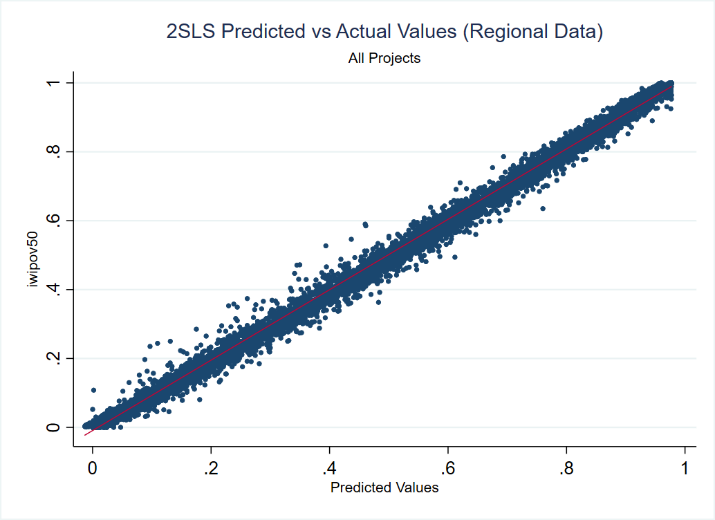 2SLS Predicted vs Actual Values (Regional Data)
All Projects
1
.8
.6
.4
.2
0
iwipov50
0 .2 .4 .6 .8 1
Predicted Values